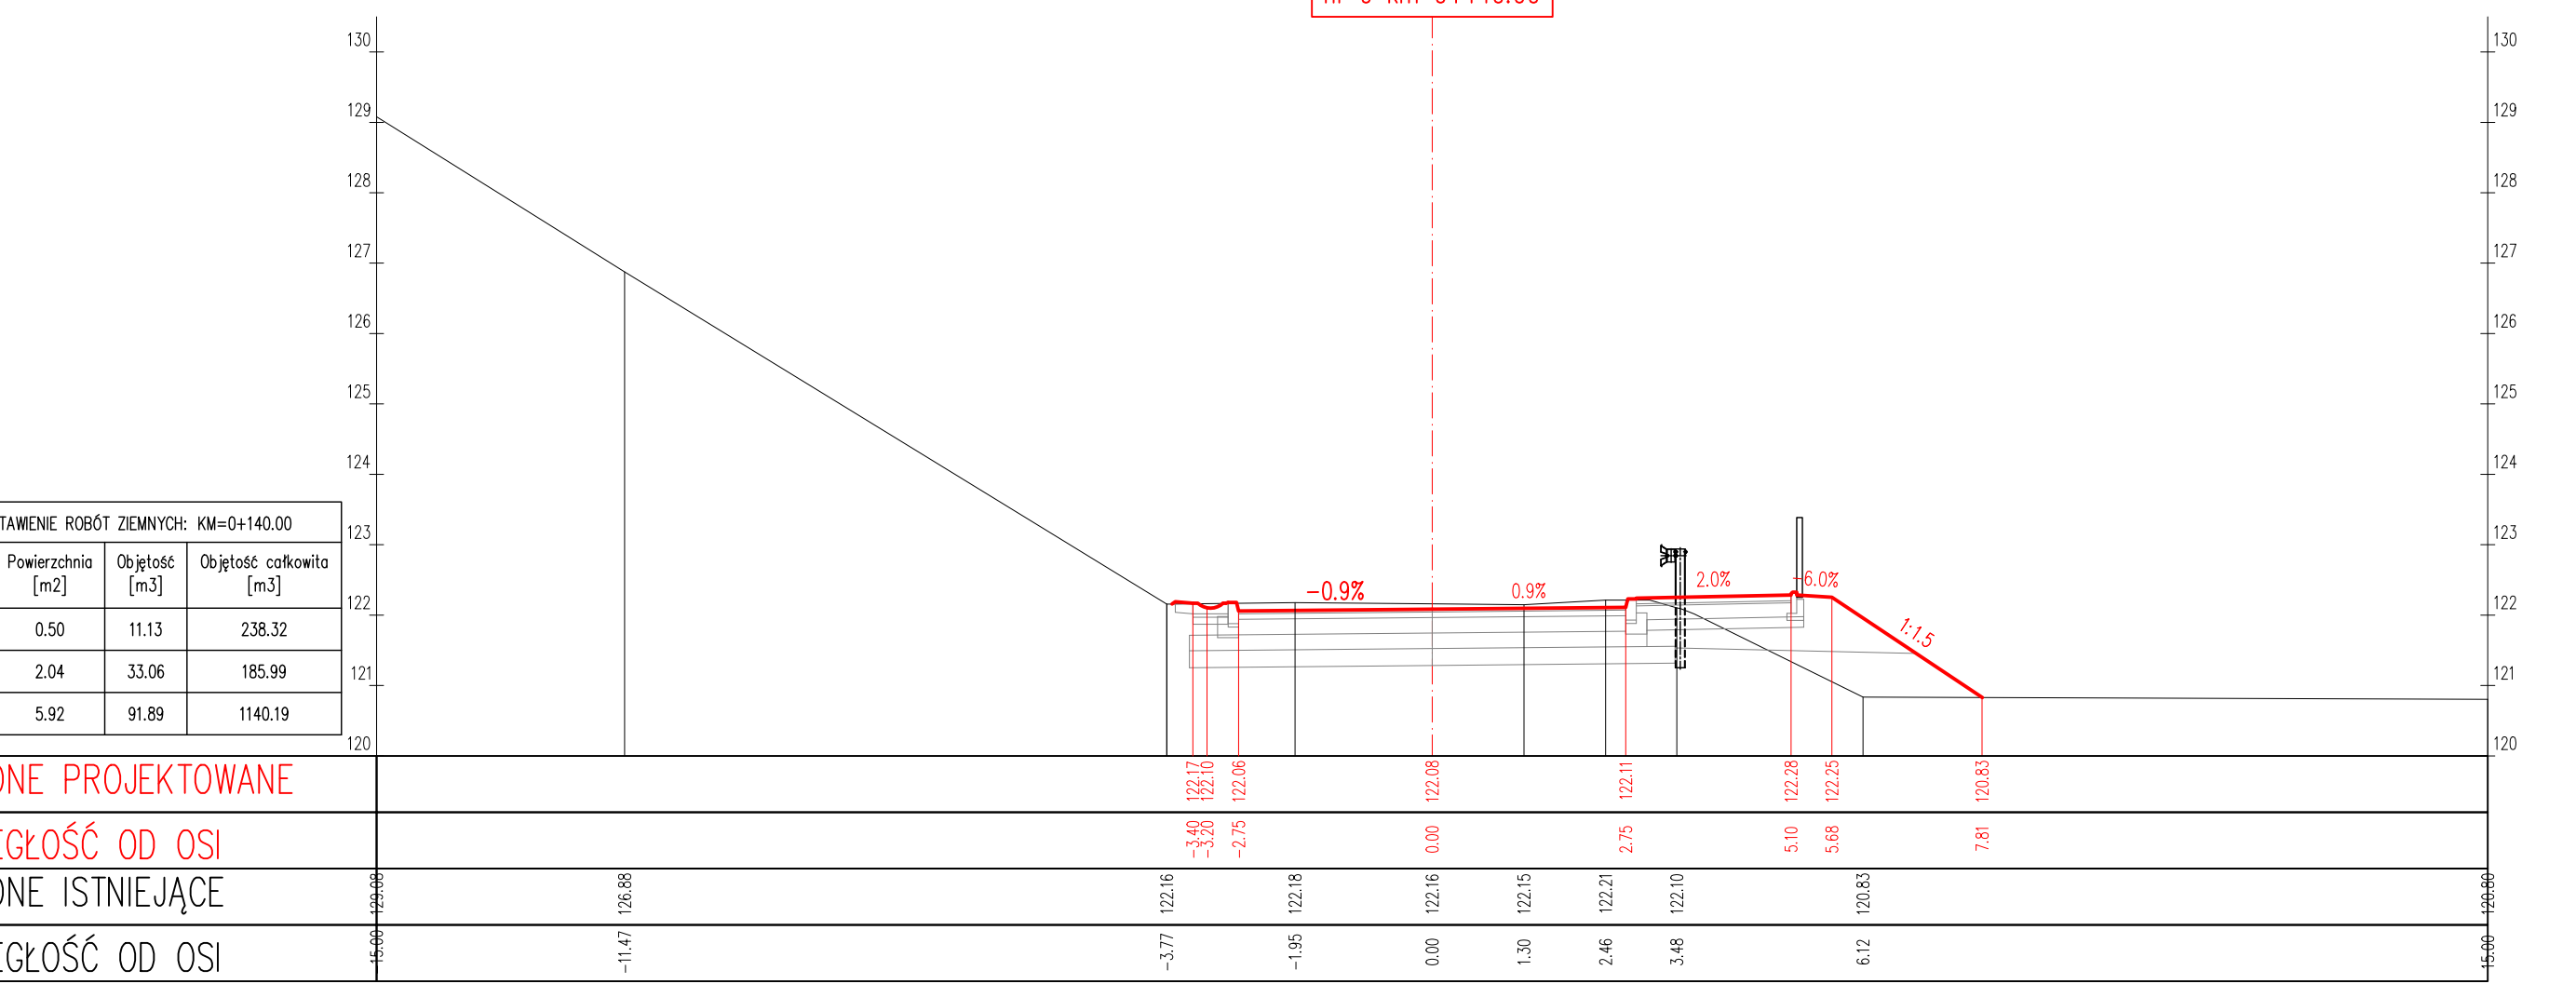 130 130
129 129
128 128
127 127
126 126
125 125
124 124
123 123
122 122
121 121
120 120
TAWIENIE ROBÓT ZIEMNYCH: KM=0+140.00
Powierzchnia Objętość Objętość całkowita
[m2] [m3] [m3]
0.50 11.13 238.32
2.04 33.06 185.99
5.92 91.89 1140.19
-0.9% 0.9% 2.0% -6.0%
1:1.5
ONE PROJEKTOWANE 122.17 122.10 122.06 122.08 122.11 122.28 122.25 120.83
EGŁOŚĆ OD OSI -3.40 -3.20 -2.75 0.00 2.75 5.10 5.68 7.81
ONE ISTNIEJĄCE 129.08 126.88 122.16 122.18 122.16 122.15 122.21 122.10 120.83 120.80
EGŁOŚĆ OD OSI -15.00 -11.47 -3.77 -1.95 0.00 1.30 2.46 3.48 6.12 15.00